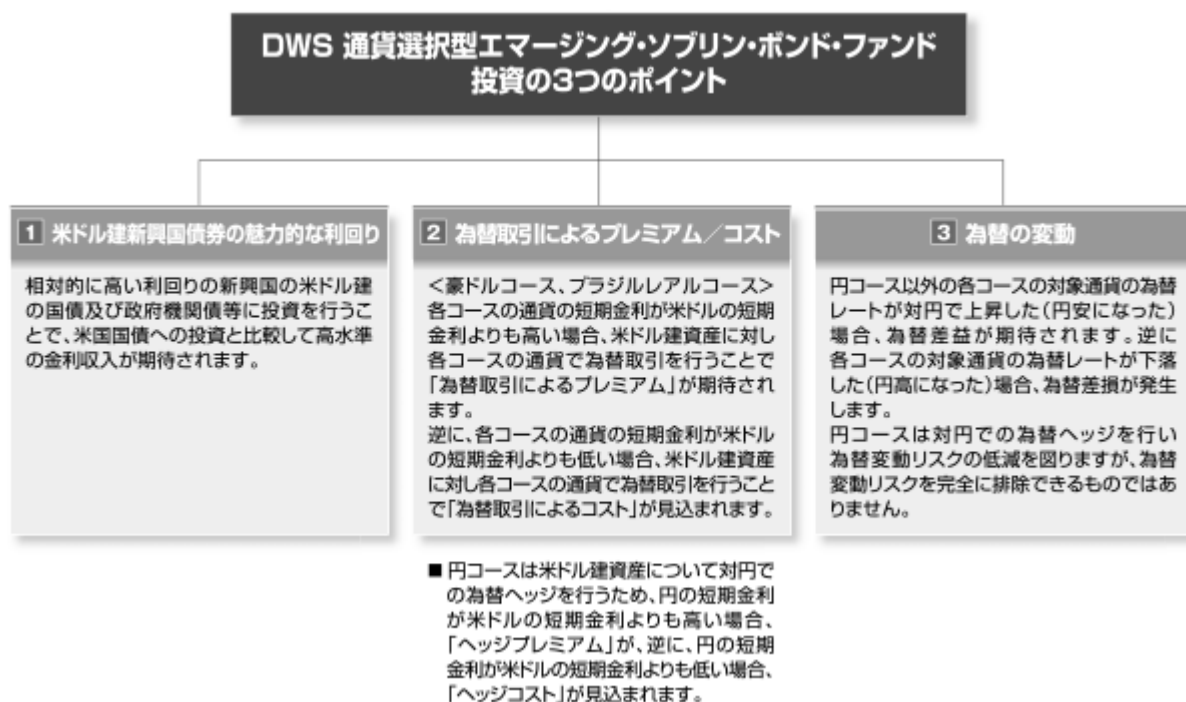 DWS 通貨選択型エマージング・ソブリン・ボンド・ファンド
投資の3つのポイント
1 米ドル建新興国債券の魅力的な利回り
相対的に高い利回りの新興国の米ドル建
の国債及び政府機関債等に投資を行うこ
とで、米国国債への投資と比較して高水準
の金利収入が期待されます。
2 為替取引によるプレミアム／コスト
＜豪ドルコース、ブラジルレアルコース＞
各コースの通貨の短期金利が米ドルの短期
金利よりも高い場合、米ドル建資産に対し
各コースの通貨で為替取引を行うことで
「為替取引によるプレミアム」が期待され
ます。
逆に、各コースの通貨の短期金利が米ドル
の短期金利よりも低い場合、米ドル建資産
に対し各コースの通貨で為替取引を行うこと
で「為替取引によるコスト」が見込まれます。
■ 円コースは米ドル建資産について対円で
の為替ヘッジを行うため、円の短期金利
が米ドルの短期金利よりも高い場合、
「ヘッジプレミアム」が、逆に、円の短期
金利が米ドルの短期金利よりも低い場合、
「ヘッジコスト」が見込まれます。
3 為替の変動
円コース以外の各コースの対象通貨の為替
レートが対円で上昇した（円安になった）
場合、為替差益が期待されます。逆に
各コースの対象通貨の為替レートが下落
した（円高になった）場合、為替差損が発生
します。
円コースは対円での為替ヘッジを行い
為替変動リスクの低減を図りますが、為替
変動リスクを完全に排除できるものではあ
りません。